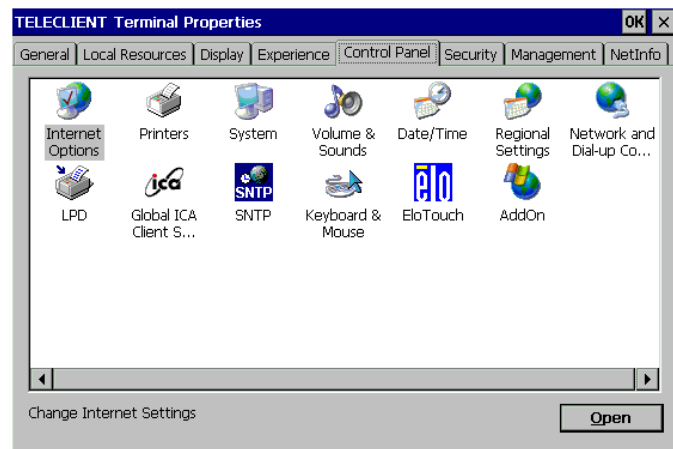 TELECLIENT Terminal Properties OK ×
General Local Resources Display Experience Control Panel Security Management NetInfo
Internet Options Printers System Volume & Sounds Date/Time Regional Settings Network and Dial-up Co...
LPD Global ICA Client S... SNTP Keyboard & Mouse EloTouch AddOn
ica SNTP elo
Change Internet Settings Open